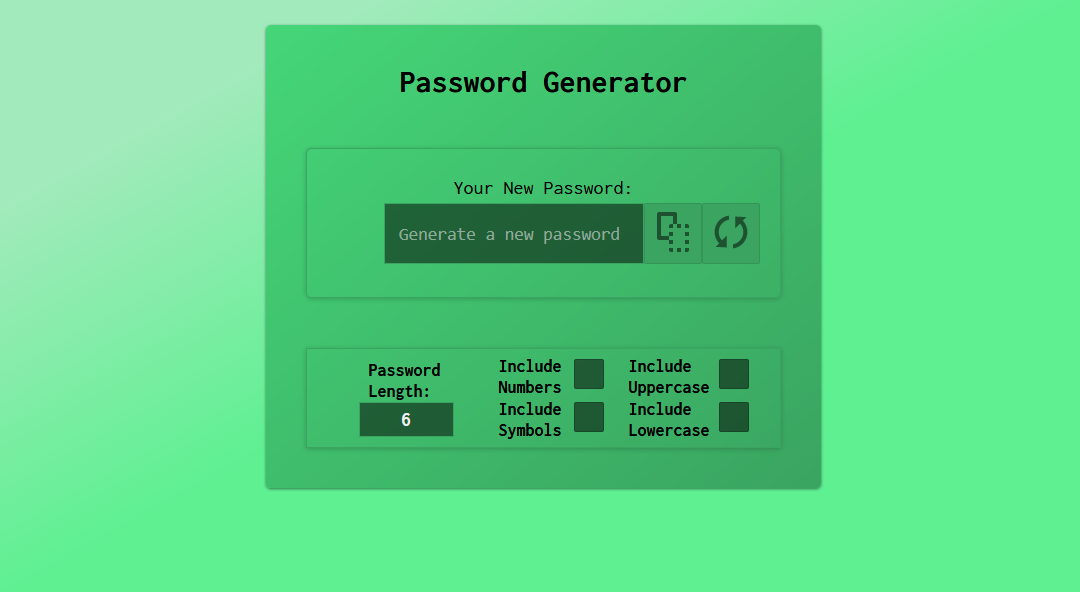 Password Generator
Your New Password:
Generate a new password
Password
Length:
6
Include
Numbers
Include
Symbols
Include
Uppercase
Include
Lowercase